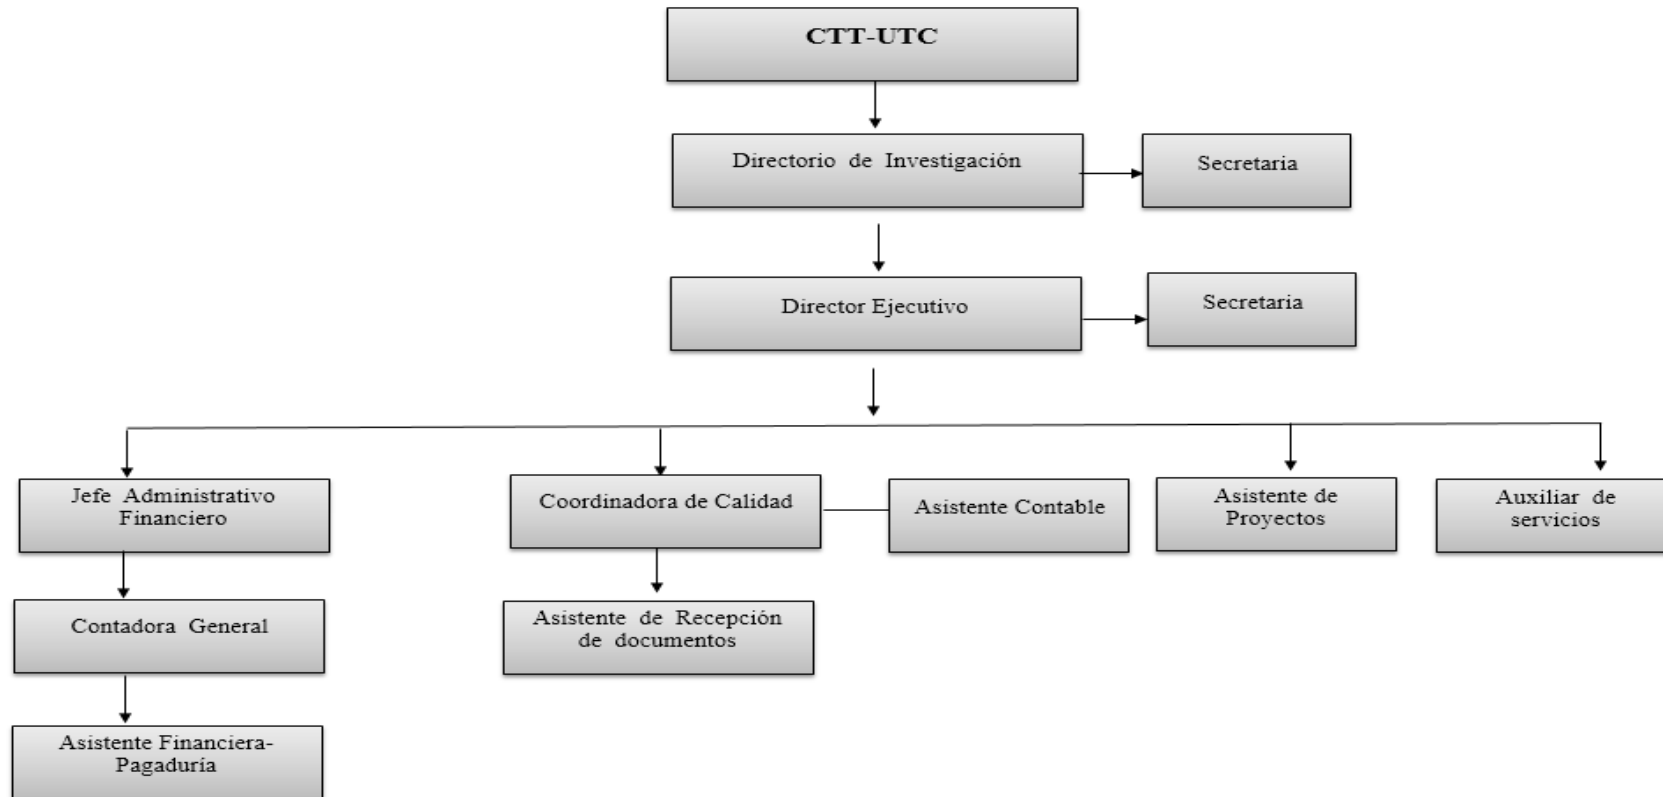 CTT-UTC
Directorio de Investigación
Secretaria
Director Ejecutivo
Secretaria
Jefe Administrativo
Financiero
Coordinadora de Calidad
Asistente Contable
Asistente de
Proyectos
Auxiliar de
servicios
Contadora General
Asistente de Recepción
de documentos
Asistente Financiera-
Pagaduría